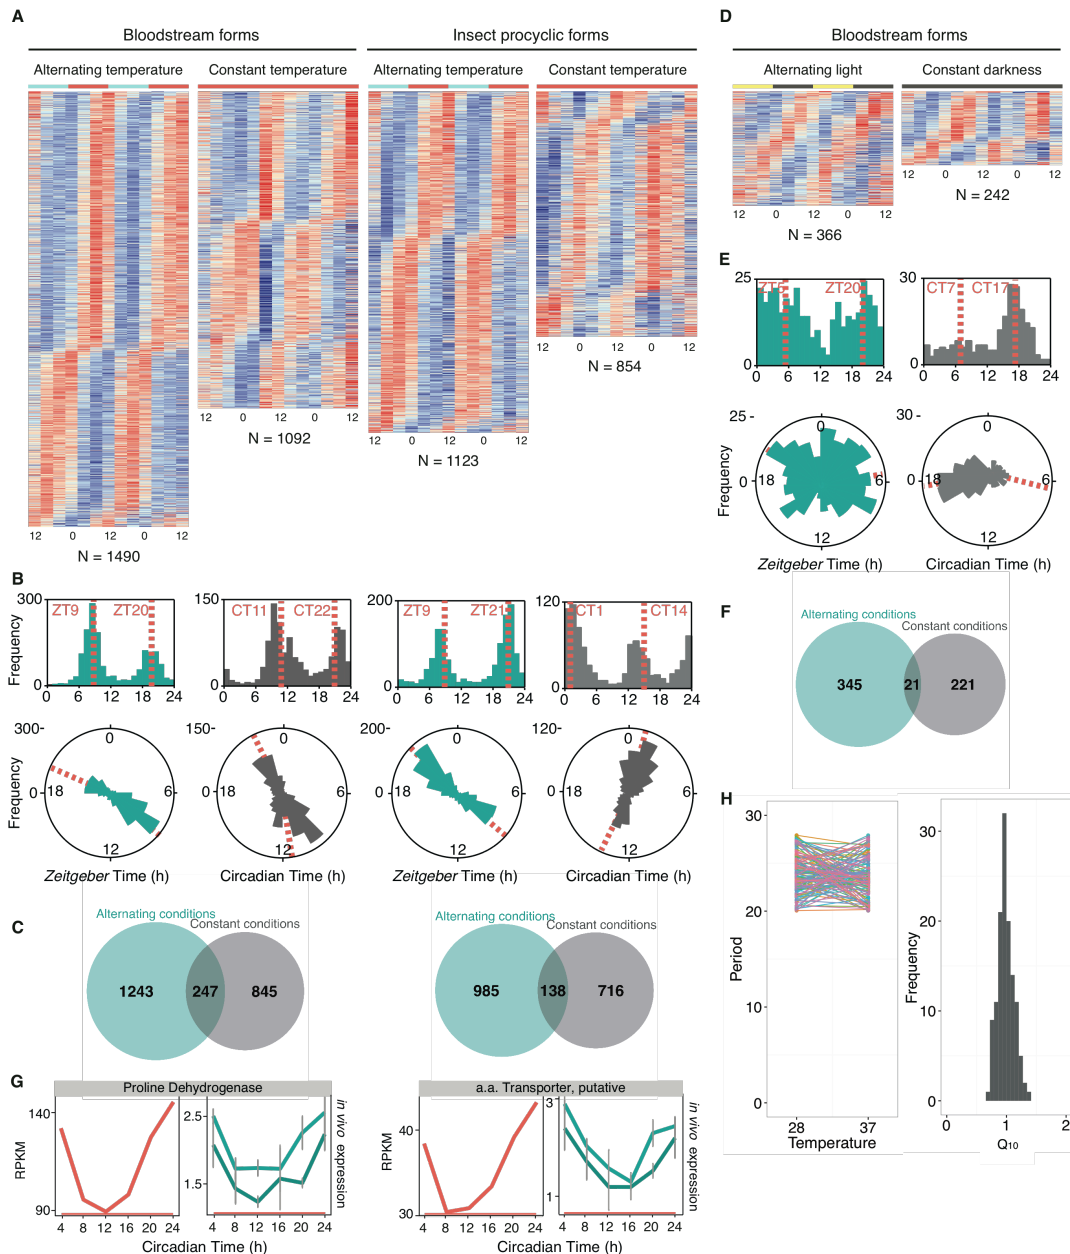 A
Bloodstream forms
Insect procyclic forms
Alternating temperature
Constant temperature
Alternating temperature
Constant temperature
12 0 12 0 12
N = 1490
12 0 12 0 12
N = 1092
12 0 12 0 12
N = 1123
12 0 12 0 12
N = 854
D
Bloodstream forms
Alternating light
Constant darkness
12 0 12 0 12
N = 366
12 0 12 0 12
N = 242
E
25
0
ZT5
ZT20
0 6 12 18 24
30
0
CT7
CT17
0 6 12 18 24
Frequency
25
0
0
6
12
18
Zeitgeber Time (h)
30
0
0
6
12
18
Circadian Time (h)
B
Frequency
300
0
ZT9
ZT20
0 6 12 18 24
150
0
CT11
CT22
0 6 12 18 24
200
0
ZT9
ZT21
0 6 12 18 24
120
0
CT1
CT14
0 6 12 18 24
Frequency
300
0
0
6
12
18
Zeitgeber Time (h)
150
0
0
6
12
18
Circadian Time (h)
200
0
0
6
12
18
Zeitgeber Time (h)
120
0
0
6
12
18
Circadian Time (h)
F
Alternating conditions
Constant conditions
345 21 221
C
Alternating conditions
Constant conditions
1243 247 845
Alternating conditions
Constant conditions
985 138 716
H
Period
30
20
10
0
28 37
Temperature
Frequency
30
20
10
0
0 1 2
Q10
G
Proline Dehydrogenase
RPKM
140
90
4 8 12 16 20 24
2.5
1.5
4 8 12 16 20 24
in vivo expression
Circadian Time (h)
a.a. Transporter, putative
RPKM
40
30
4 8 12 16 20 24
3
1
4 8 12 16 20 24
in vivo expression
Circadian Time (h)